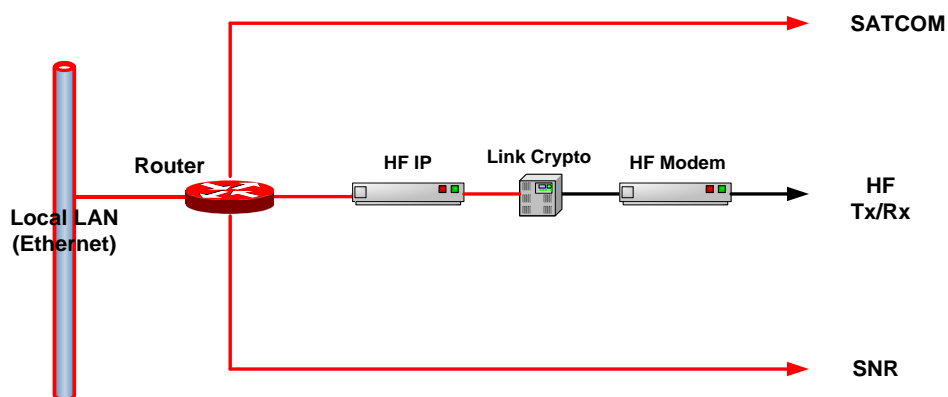 SATCOM
Router
HF IP
Link Crypto
HF Modem
HF
Tx/Rx
Local LAN
(Ethernet)
SNR